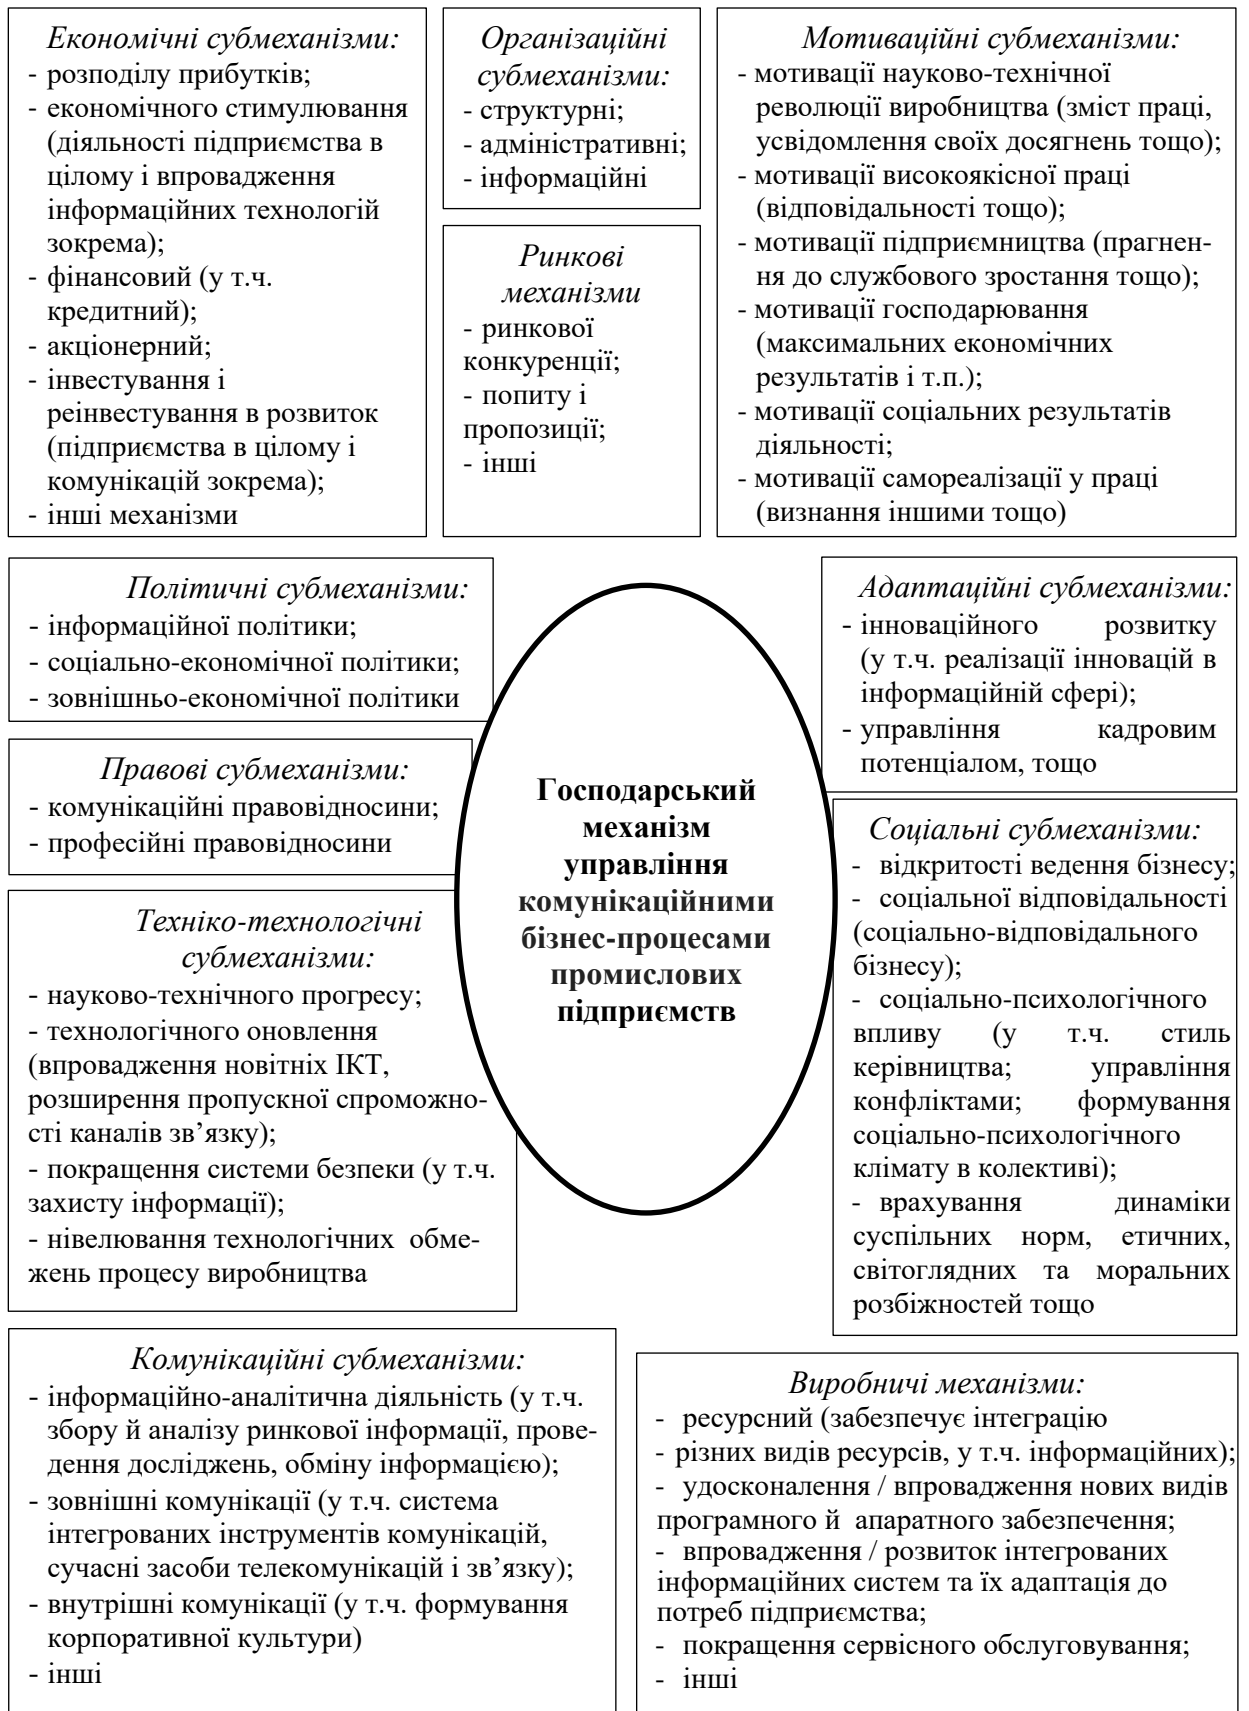 Економічні субмеханізми:
- розподілу прибутків;
- економічного стимулювання
(діяльності підприємства в
цілому і впровадження
інформаційних технологій
зокрема);
- фінансовий (у т.ч.
кредитний);
- акціонерний;
- інвестування і
реінвестування в розвиток
(підприємства в цілому і
комунікацій зокрема);
- інші механізми
Організаційні
субмеханізми:
- структурні;
- адміністративні;
- інформаційні
Ринкові
механізми
- ринкової
конкуренції;
- попиту і
пропозиції;
- інші
Мотиваційні субмеханізми:
- мотивації науково-технічної
революції виробництва (зміст праці,
усвідомлення своїх досягнень тощо);
- мотивації високоякісної праці
(відповідальності тощо);
- мотивації підприємництва (прагнен-
ня до службового зростання тощо);
- мотивації господарювання
(максимальних економічних
результатів і т.п.);
- мотивації соціальних результатів
діяльності;
- мотивації самореалізації у праці
(визнання іншими тощо)
Політичні субмеханізми:
- інформаційної політики;
- соціально-економічної політики;
- зовнішньо-економічної політики
Правові субмеханізми:
- комунікаційні правовідносини;
- професійні правовідносини
Техніко-технологічні
субмеханізми:
- науково-технічного прогресу;
- технологічного оновлення
(впровадження новітніх ІКТ,
розширення пропускної спроможно-
сті каналів зв’язку);
- покращення системи безпеки (у т.ч.
захисту інформації);
- нівелювання технологічних обме-
жень процесу виробництва
Господарський
механізм
управління
комунікаційними
бізнес-процесами
промислових
підприємств
Адаптаційні субмеханізми:
- інноваційного розвитку
(у т.ч. реалізації інновацій в
інформаційній сфері);
- управління кадровим
потенціалом, тощо
Соціальні субмеханізми:
- відкритості ведення бізнесу;
- соціальної відповідальності
(соціально-відповідального
бізнесу);
- соціально-психологічного
впливу (у т.ч. стиль
керівництва; управління
конфліктами; формування
соціально-психологічного
клімату в колективі);
- врахування динаміки
суспільних норм, етичних,
світоглядних та моральних
розбіжностей тощо
Комунікаційні субмеханізми:
- інформаційно-аналітична діяльність (у т.ч.
збору й аналізу ринкової інформації, прове-
дення досліджень, обміну інформацією);
- зовнішні комунікації (у т.ч. система
інтегрованих інструментів комунікацій,
сучасні засоби телекомунікацій і зв’язку);
- внутрішні комунікації (у т.ч. формування
корпоративної культури)
- інші
Виробничі механізми:
- ресурсний (забезпечує інтеграцію
- різних видів ресурсів, у т.ч. інформаційних);
- удосконалення / впровадження нових видів
програмного й апаратного забезпечення;
- впровадження / розвиток інтегрованих
інформаційних систем та їх адаптація до
потреб підприємства;
- покращення сервісного обслуговування;
- інші